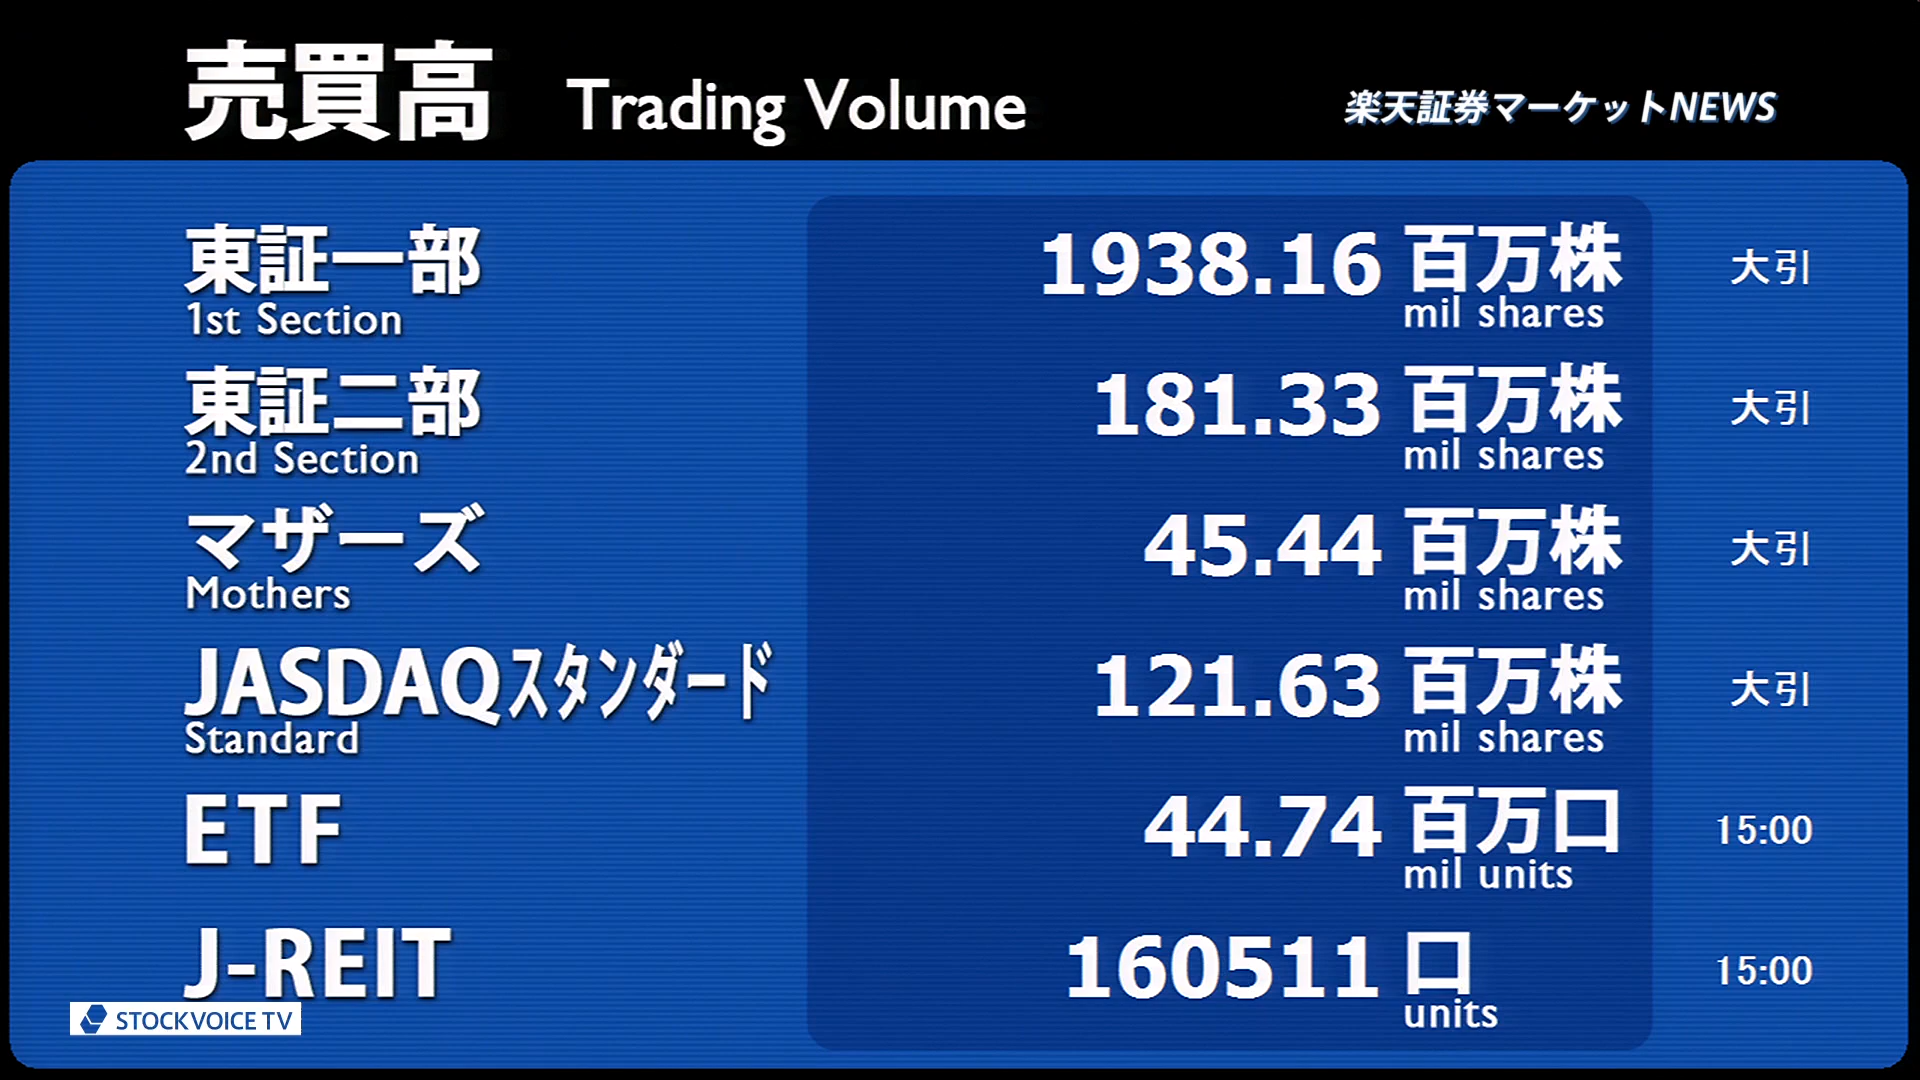 売買高 Trading Volume 楽天証券マーケットNEWS
東証一部 1938.16 百万株 大引
1st Section mil shares
東証二部 181.33 百万株 大引
2nd Section mil shares
マザーズ 45.44 百万株 大引
Mothers mil shares
JASDAQスタンダード 121.63 百万株 大引
Standard mil shares
ETF 44.74 百万口 15:00
mil units
J-REIT 160511 口 15:00
units
STOCKVOICE TV